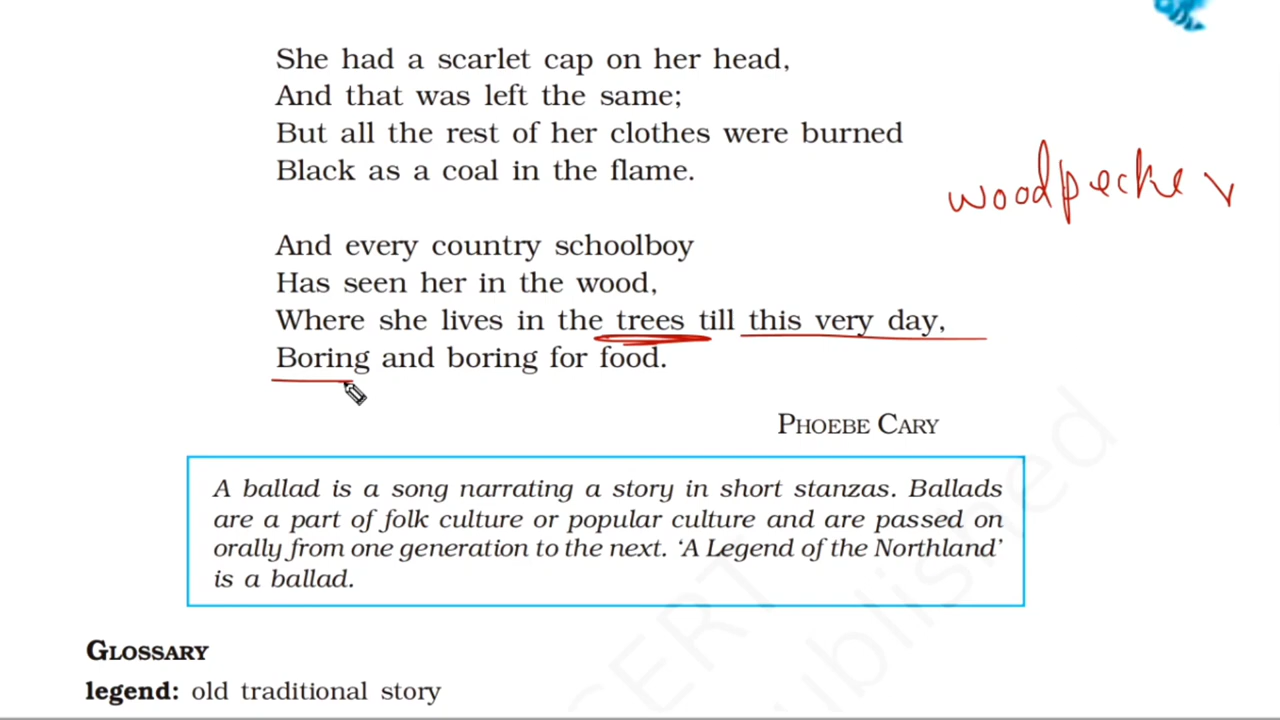 She had a scarlet cap on her head,
And that was left the same;
But all the rest of her clothes were burned
Black as a coal in the flame.
woodpecker
And every country schoolboy
Has seen her in the wood,
Where she lives in the trees till this very day,
Boring and boring for food.
PHOEBE CARY
A ballad is a song narrating a story in short stanzas. Ballads
are a part of folk culture or popular culture and are passed on
orally from one generation to the next. ‘A Legend of the Northland’
is a ballad.
GLOSSARY
legend: old traditional story